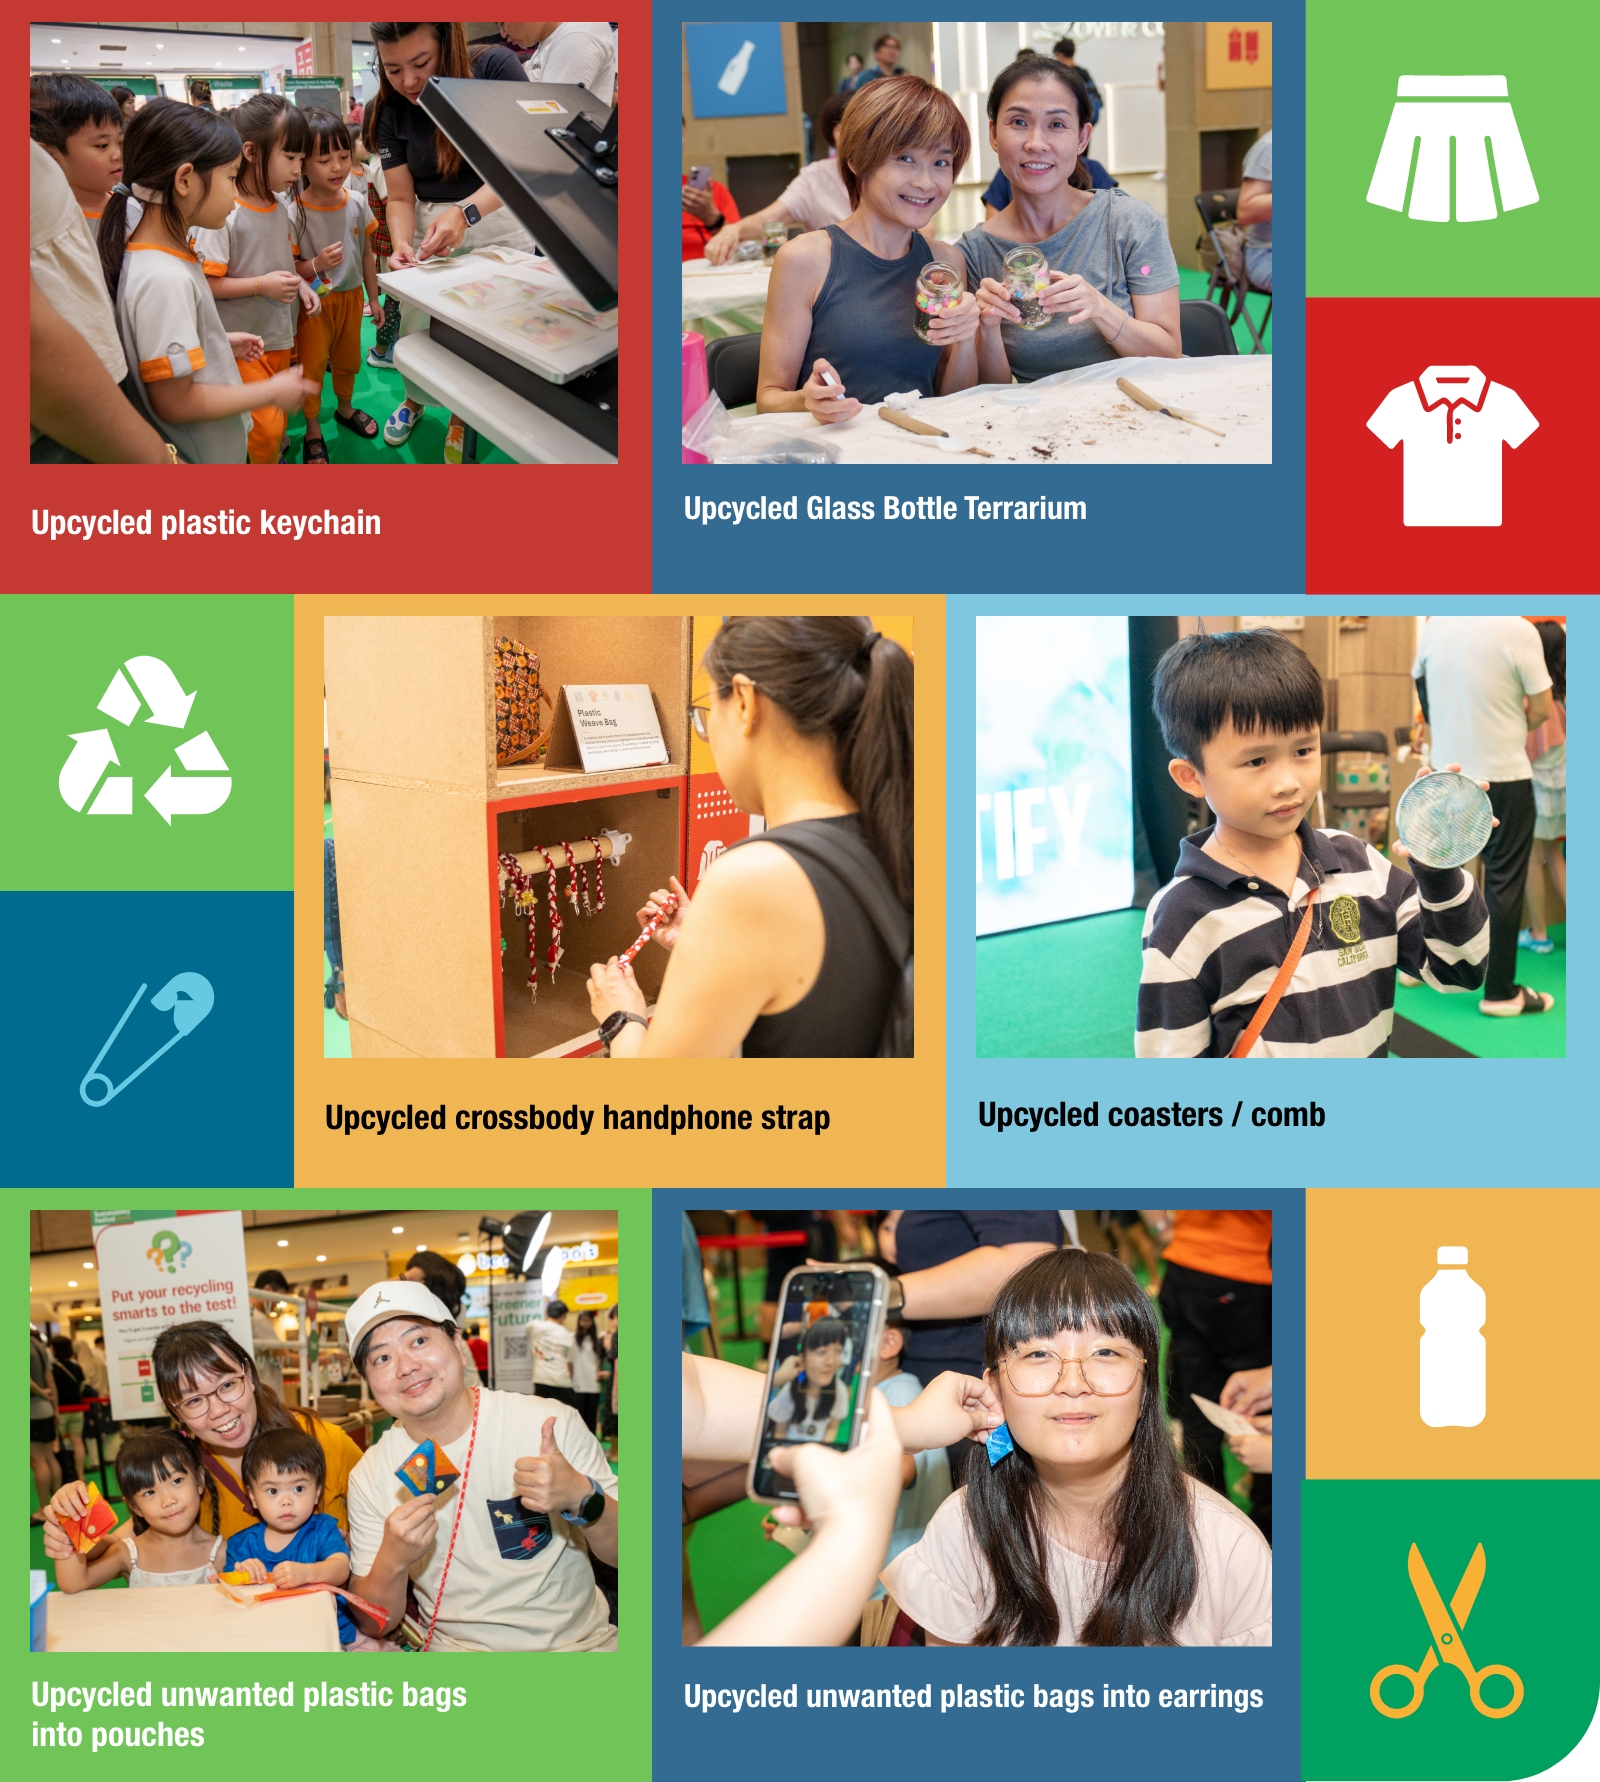 Upcycled plastic keychain
Upcycled Glass Bottle Terrarium
Plastic
Weave Bag
TIFY
Upcycled crossbody handphone strap
Upcycled coasters / comb
Put your recycling
smarts to the test!
Greener
Future
Upcycled unwanted plastic bags
into pouches
Upcycled unwanted plastic bags into earrings